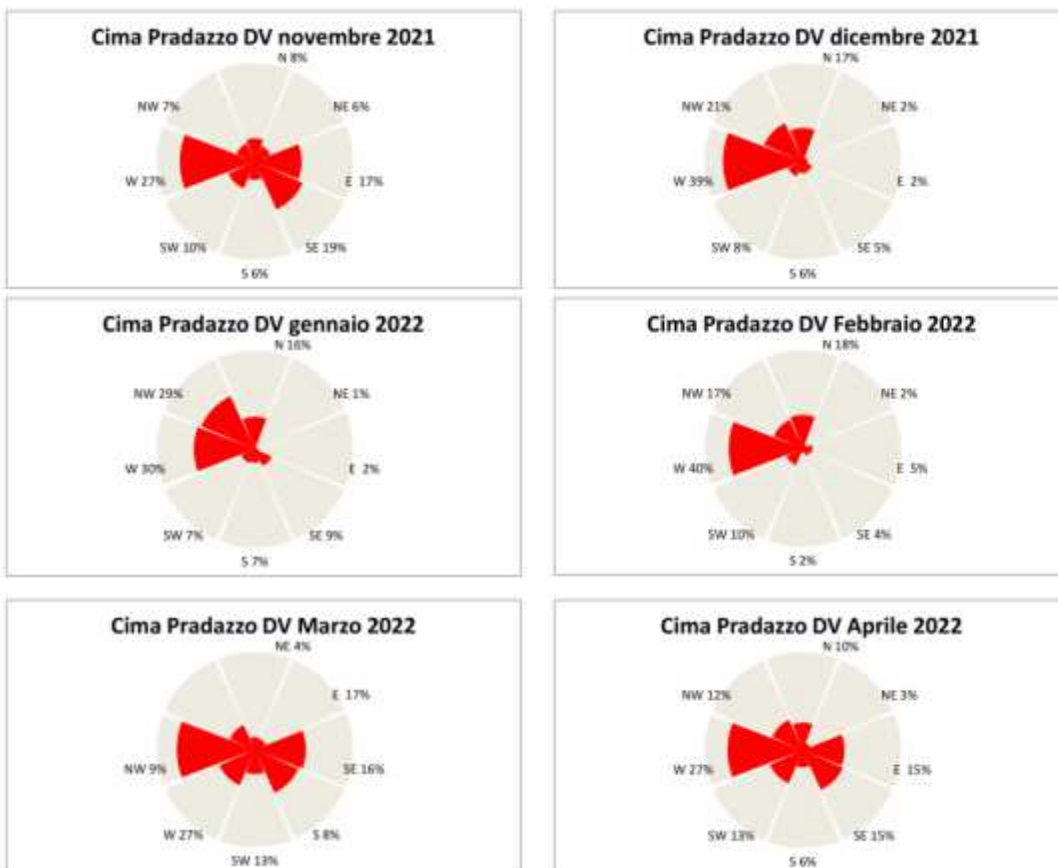 Cima Pradazzo DV novembre 2021
N 8%
NW 7%
NE 6%
W 27%
E 17%
SW 10%
SE 19%
S 6%
Cima Pradazzo DV dicembre 2021
N 17%
NW 21%
NE 2%
W 39%
E 2%
SW 8%
SE 5%
S 6%
Cima Pradazzo DV gennaio 2022
N 16%
NW 29%
NE 1%
W 30%
E 2%
SW 7%
SE 9%
S 7%
Cima Pradazzo DV Febbraio 2022
N 18%
NW 17%
NE 2%
W 40%
E 5%
SW 10%
SE 4%
S 2%
Cima Pradazzo DV Marzo 2022
NE 4%
E 17%
NW 9%
SE 16%
W 27%
S 8%
SW 13%
Cima Pradazzo DV Aprile 2022
N 10%
NW 12%
NE 3%
W 27%
E 15%
SW 13%
SE 15%
S 6%